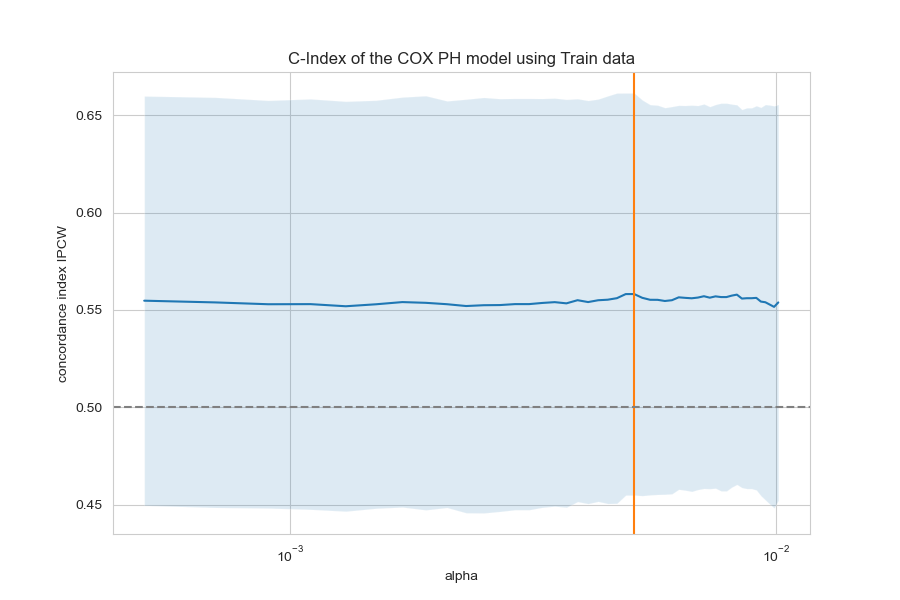 C-Index of the COX PH model using Train data
concordance index IPCW
0.65
0.60
0.55
0.50
0.45
10⁻³
10⁻²
alpha